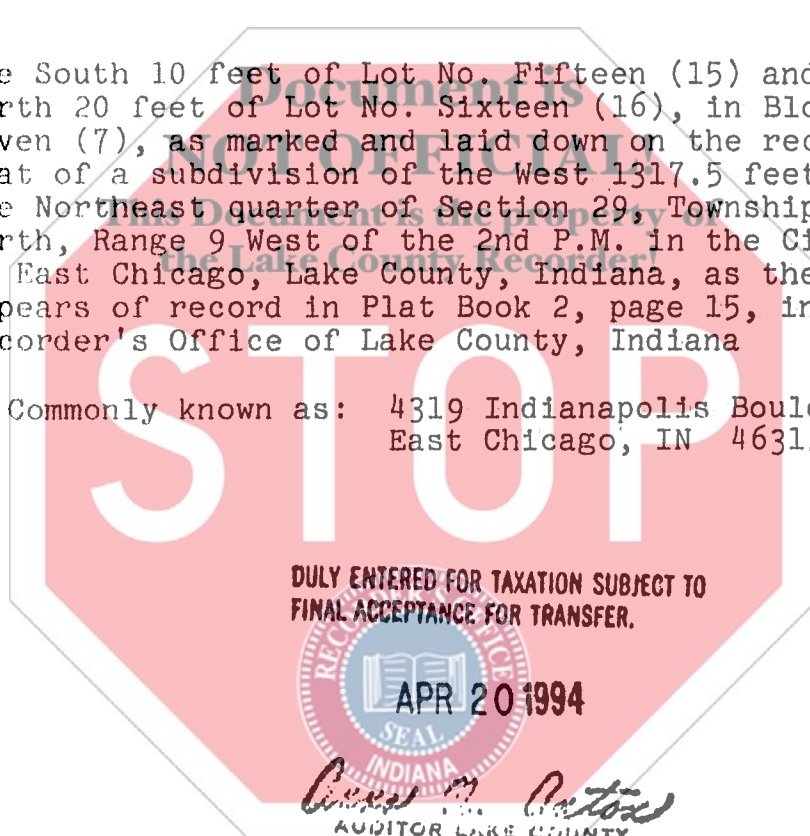 e South 10 feet of Lot No. Fifteen (15) and
rth 20 feet of Lot No. Sixteen (16), in Blo
ven (7), as marked and laid down on the rec
at of a subdivision of the West 1317.5 feet
e Northeast quarter of Section 29, Township
rth, Range 9 West of the 2nd P.M. in the Ci
East Chicago, Lake County, Indiana, as the
pears of record in Plat Book 2, page 15, in
corder's Office of Lake County, Indiana
Document is
NOT OFFICIAL!
This Document is the property of
the Lake County Recorder!
Commonly known as: 4319 Indianapolis Boule
East Chicago, IN 4631
STOP
DULY ENTERED FOR TAXATION SUBJECT TO
FINAL ACCEPTANCE FOR TRANSFER.
RECORDER'S OFFICE
APR 20 1994
SEAL
INDIANA
AUDITOR LAKE COUNTY